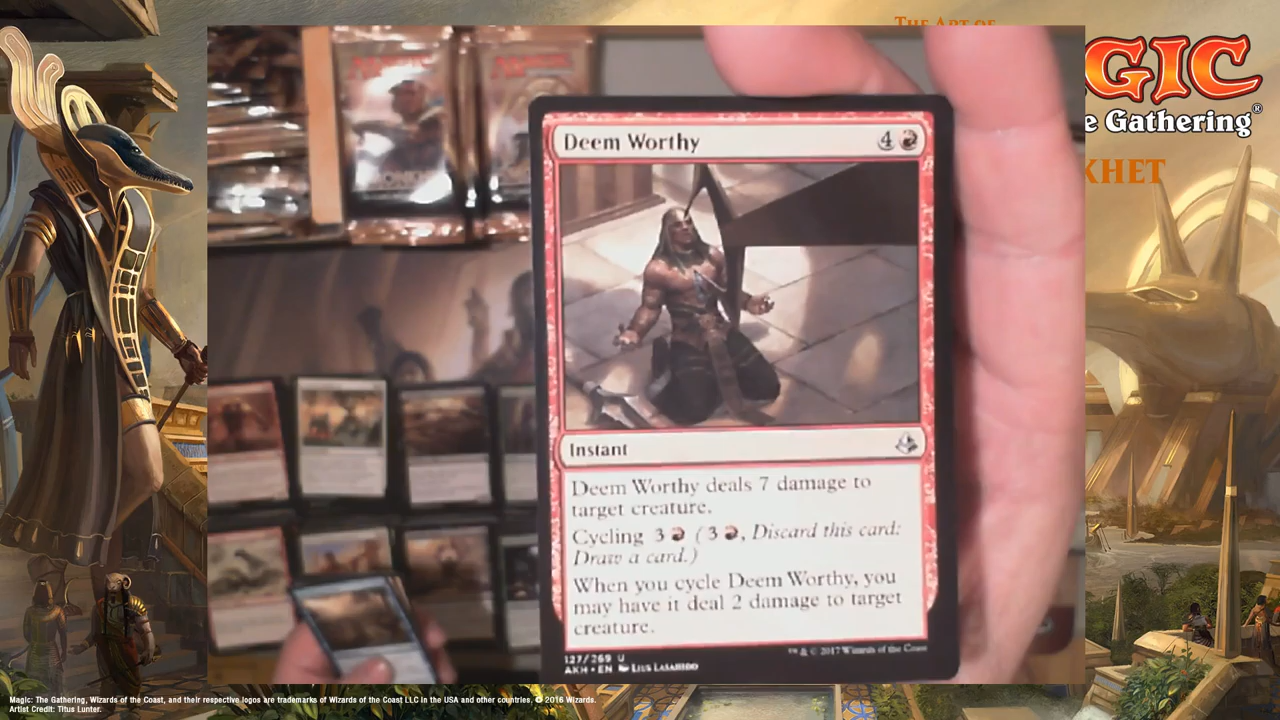 THE ART OF
GIC
e Gathering®
KHET
Deem Worthy 4
Instant
Deem Worthy deals 7 damage to
target creature.
Cycling 3 ( 3 , Discard this card:
Draw a card.)
When you cycle Deem Worthy, you
may have it deal 2 damage to target
creature.
127/269 U
AKH • EN Lius Lasahido
™ & © 2017 Wizards of the Coast
Magic: The Gathering, Wizards of the Coast, and their respective logos are trademarks of Wizards of the Coast LLC in the USA and other countries. © 2016 Wizards.
Artist Credit: Titus Lunter.